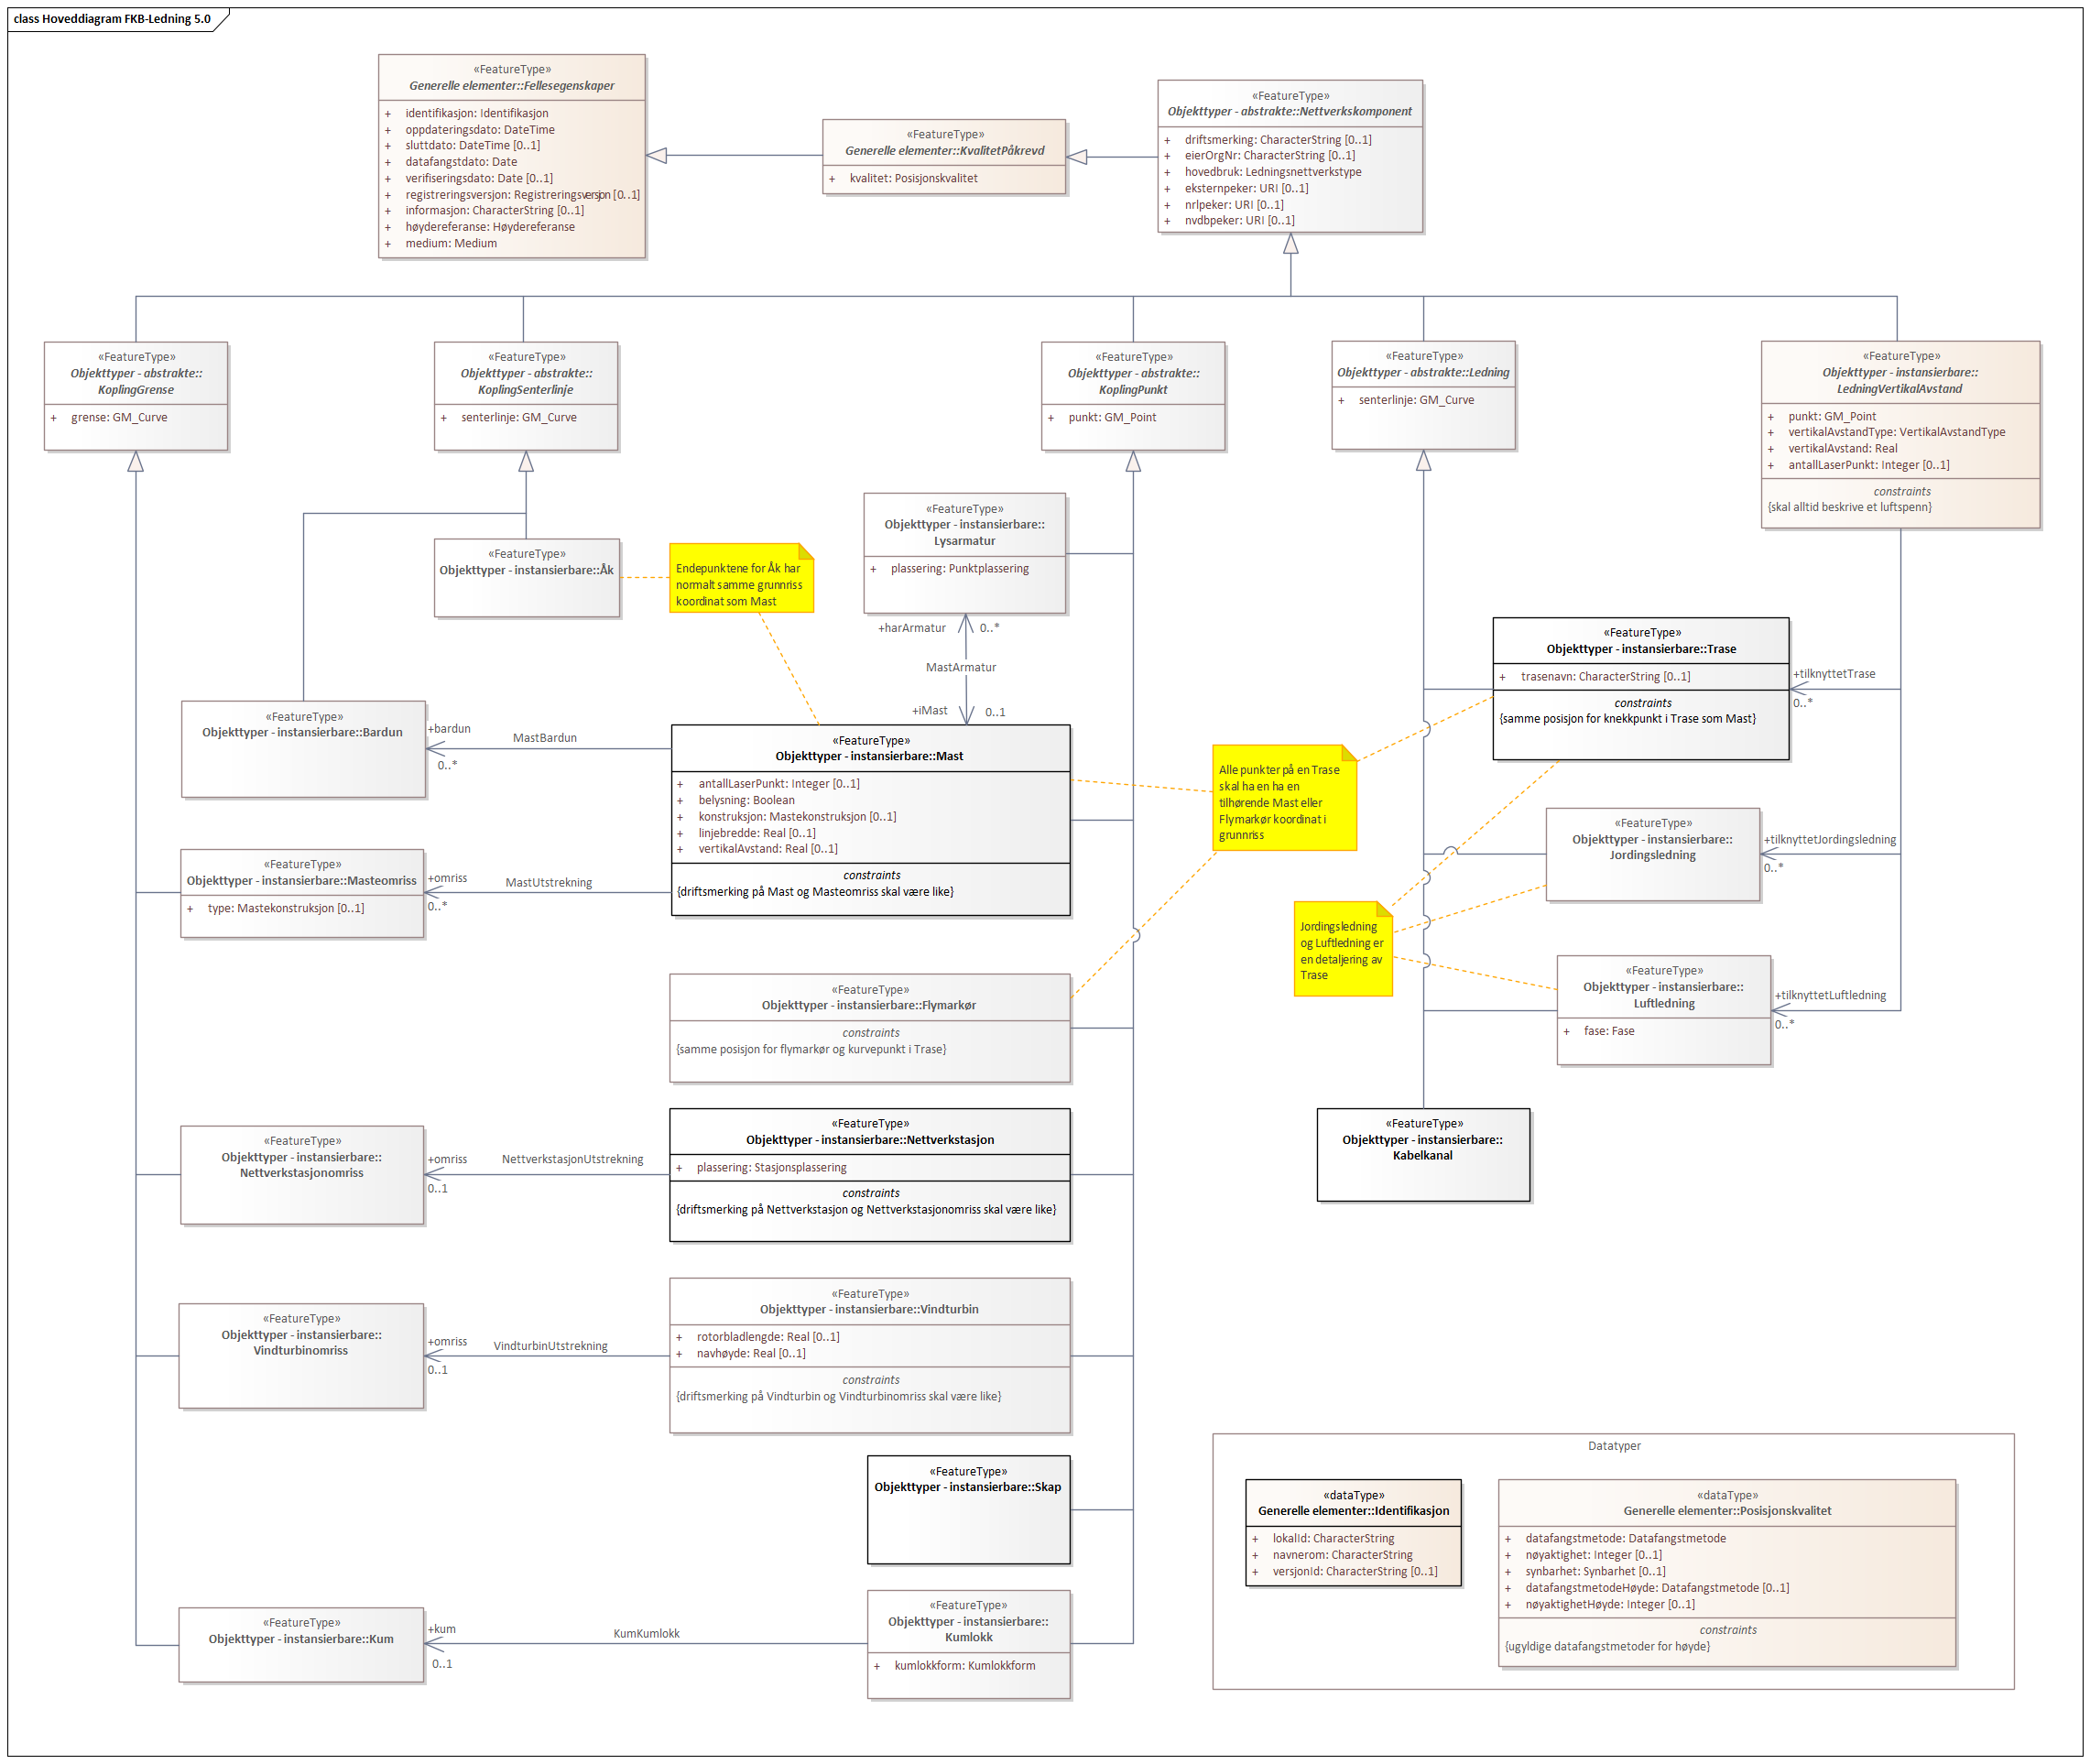 class Hoveddiagram FKB-Ledning 5.0
«FeatureType»
Generelle elementer::Fellesegenskaper
+ identifikasjon: Identifikasjon
+ oppdateringsdato: DateTime
+ sluttdato: DateTime [0..1]
+ datafangstdato: Date
+ verifiseringsdato: Date [0..1]
+ registreringsversjon: Registreringsversjon [0..1]
+ informasjon: CharacterString [0..1]
+ høydereferanse: Høydereferanse
+ medium: Medium
«FeatureType»
Generelle elementer::KvalitetPåkrevd
+ kvalitet: Posisjonskvalitet
«FeatureType»
Objekttyper - abstrakte::Nettverkskomponent
+ driftsmerking: CharacterString [0..1]
+ eierOrgNr: CharacterString [0..1]
+ hovedbruk: Ledningsnettverkstype
+ eksternpeker: URI [0..1]
+ nrlpeker: URI [0..1]
+ nvdbpeker: URI [0..1]
«FeatureType»
Objekttyper - abstrakte::
KoplingGrense
+ grense: GM_Curve
«FeatureType»
Objekttyper - abstrakte::
KoplingSenterlinje
+ senterlinje: GM_Curve
«FeatureType»
Objekttyper - abstrakte::
KoplingPunkt
+ punkt: GM_Point
«FeatureType»
Objekttyper - abstrakte::Ledning
+ senterlinje: GM_Curve
«FeatureType»
Objekttyper - instansierbare::
LedningVertikalAvstand
+ punkt: GM_Point
+ vertikalAvstandType: VertikalAvstandType
+ vertikalAvstand: Real
+ antallLaserPunkt: Integer [0..1]
constraints
{skal alltid beskrive et luftspenn}
«FeatureType»
Objekttyper - instansierbare::Åk
Endepunktene for Åk har
normalt samme grunnriss
koordinat som Mast
«FeatureType»
Objekttyper - instansierbare::
Lysarmatur
+ plassering: Punktplassering
+harArmatur 0..*
MastArmatur
+iMast 0..1
«FeatureType»
Objekttyper - instansierbare::Trase
+ trasenavn: CharacterString [0..1]
constraints
{samme posisjon for knekkpunkt i Trase som Mast}
+tilknyttetTrase
0..*
«FeatureType»
Objekttyper - instansierbare::Bardun
+bardun
0..*
MastBardun
«FeatureType»
Objekttyper - instansierbare::Mast
+ antallLaserPunkt: Integer [0..1]
+ belysning: Boolean
+ konstruksjon: Mastekonstruksjon [0..1]
+ linjebredde: Real [0..1]
+ vertikalAvstand: Real [0..1]
constraints
{driftsmerking på Mast og Masteomriss skal være like}
Alle punkter på en Trase
skal ha en ha en
tilhørende Mast eller
Flymarkør koordinat i
grunnriss
«FeatureType»
Objekttyper - instansierbare::
Jordingsledning
+tilknyttetJordingsledning
0..*
«FeatureType»
Objekttyper - instansierbare::Masteomriss
+ type: Mastekonstruksjon [0..1]
+omriss
0..*
MastUtstrekning
Jordingsledning
og Luftledning er
en detaljering av
Trase
«FeatureType»
Objekttyper - instansierbare::
Luftledning
+ fase: Fase
+tilknyttetLuftledning
0..*
«FeatureType»
Objekttyper - instansierbare::Flymarkør
constraints
{samme posisjon for flymarkør og kurvepunkt i Trase}
«FeatureType»
Objekttyper - instansierbare::
Nettverkstasjonomriss
+omriss
0..1
NettverkstasjonUtstrekning
«FeatureType»
Objekttyper - instansierbare::Nettverkstasjon
+ plassering: Stasjonsplassering
constraints
{driftsmerking på Nettverkstasjon og Nettverkstasjonomriss skal være like}
«FeatureType»
Objekttyper - instansierbare::
Kabelkanal
«FeatureType»
Objekttyper - instansierbare::
Vindturbinomriss
+omriss
0..1
VindturbinUtstrekning
«FeatureType»
Objekttyper - instansierbare::Vindturbin
+ rotorbladlengde: Real [0..1]
+ navhøyde: Real [0..1]
constraints
{driftsmerking på Vindturbin og Vindturbinomriss skal være like}
«FeatureType»
Objekttyper - instansierbare::Skap
«FeatureType»
Objekttyper - instansierbare::Kum
+kum
0..1
KumKumlokk
«FeatureType»
Objekttyper - instansierbare::
Kumlokk
+ kumlokkform: Kumlokkform
Datatyper
«dataType»
Generelle elementer::Identifikasjon
+ lokalId: CharacterString
+ navnerom: CharacterString
+ versjonId: CharacterString [0..1]
«dataType»
Generelle elementer::Posisjonskvalitet
+ datafangstmetode: Datafangstmetode
+ nøyaktighet: Integer [0..1]
+ synbarhet: Synbarhet [0..1]
+ datafangstmetodeHøyde: Datafangstmetode [0..1]
+ nøyaktighetHøyde: Integer [0..1]
constraints
{ugyldige datafangstmetoder for høyde}